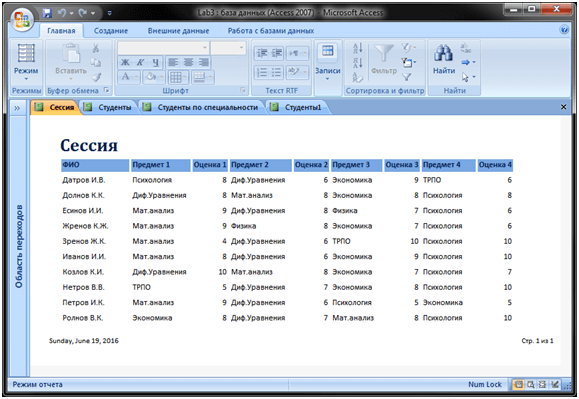 Lab3 : база данных (Access 2007) - Microsoft Access
Главная Создание Внешние данные Работа с базами данных
Режим Вставить Ж К Ч Записи Фильтр Найти
Режимы Буфер обмена Шрифт Текст RTF Сортировка и фильтр Найти
Сессия Студенты Студенты по специальности Студенты1
Область переходов
Сессия
ФИО Предмет 1 Оценка 1 Предмет 2 Оценка 2 Предмет 3 Оценка 3 Предмет 4 Оценка 4
Датров И.В. Психология 8 Диф.Уравнения 6 Экономика 9 ТРПО 6
Долнов К.К. Диф.Уравнения 8 Мат.анализ 8 Экономика 8 Психология 8
Есинов И.И. Мат.анализ 9 Диф.Уравнения 8 Физика 7 Психология 6
Жренов К.Ж. Мат.анализ 9 Физика 8 Экономика 7 Психология 6
Зренов Ж.К. Мат.анализ 4 Диф.Уравнения 6 ТРПО 10 Психология 10
Иванов И.И. Мат.анализ 8 Диф.Уравнения 6 Экономика 9 Психология 10
Козлов К.И. Диф.Уравнения 10 Мат.анализ 8 Экономика 7 Психология 7
Нетров В.В. ТРПО 5 Диф.Уравнения 7 Экономика 8 Психология 10
Петров И.К. Мат.анализ 9 Диф.Уравнения 6 Психология 5 Экономика 5
Ролнов В.К. Экономика 8 Диф.Уравнения 7 Мат.анализ 8 Психология 10
Sunday, June 19, 2016 Стр. 1 из 1
Режим отчета Num Lock